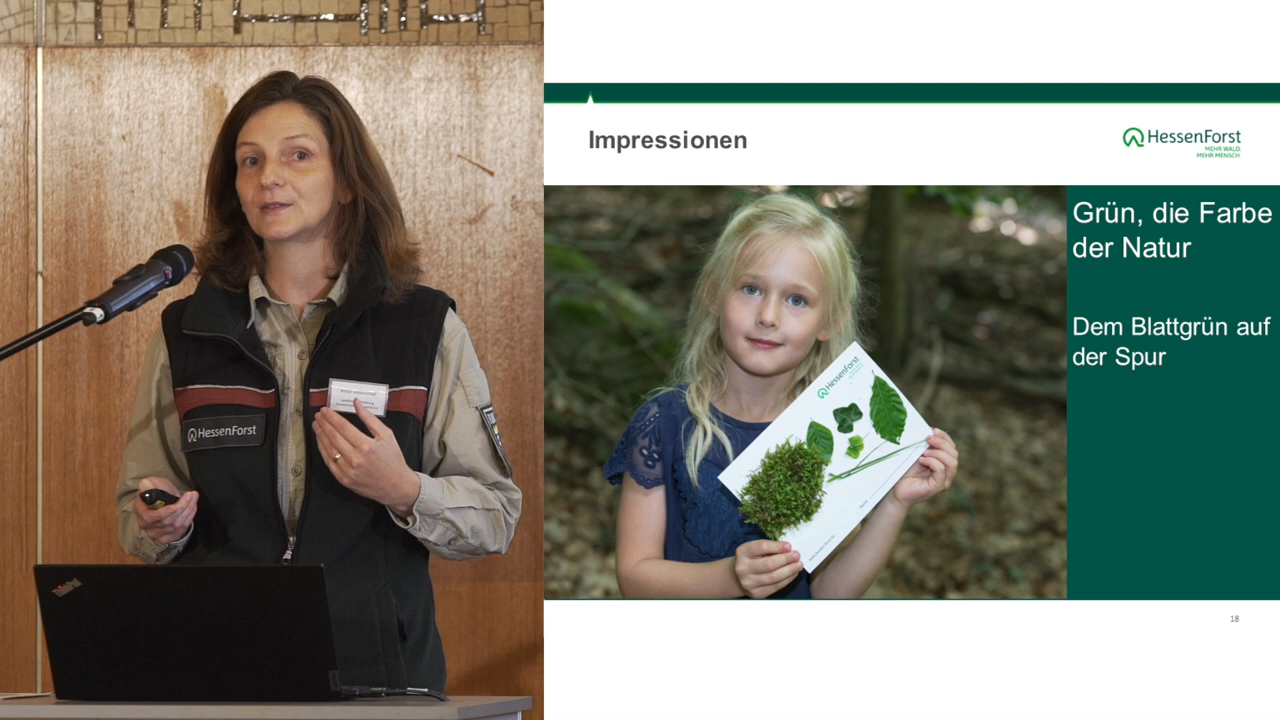 HessenForst
ThinkPad
Impressionen
HessenForst
MEHR WALD.
MEHR MENSCH.
HessenForst
Grün, die Farbe
der Natur
Dem Blattgrün auf
der Spur
18